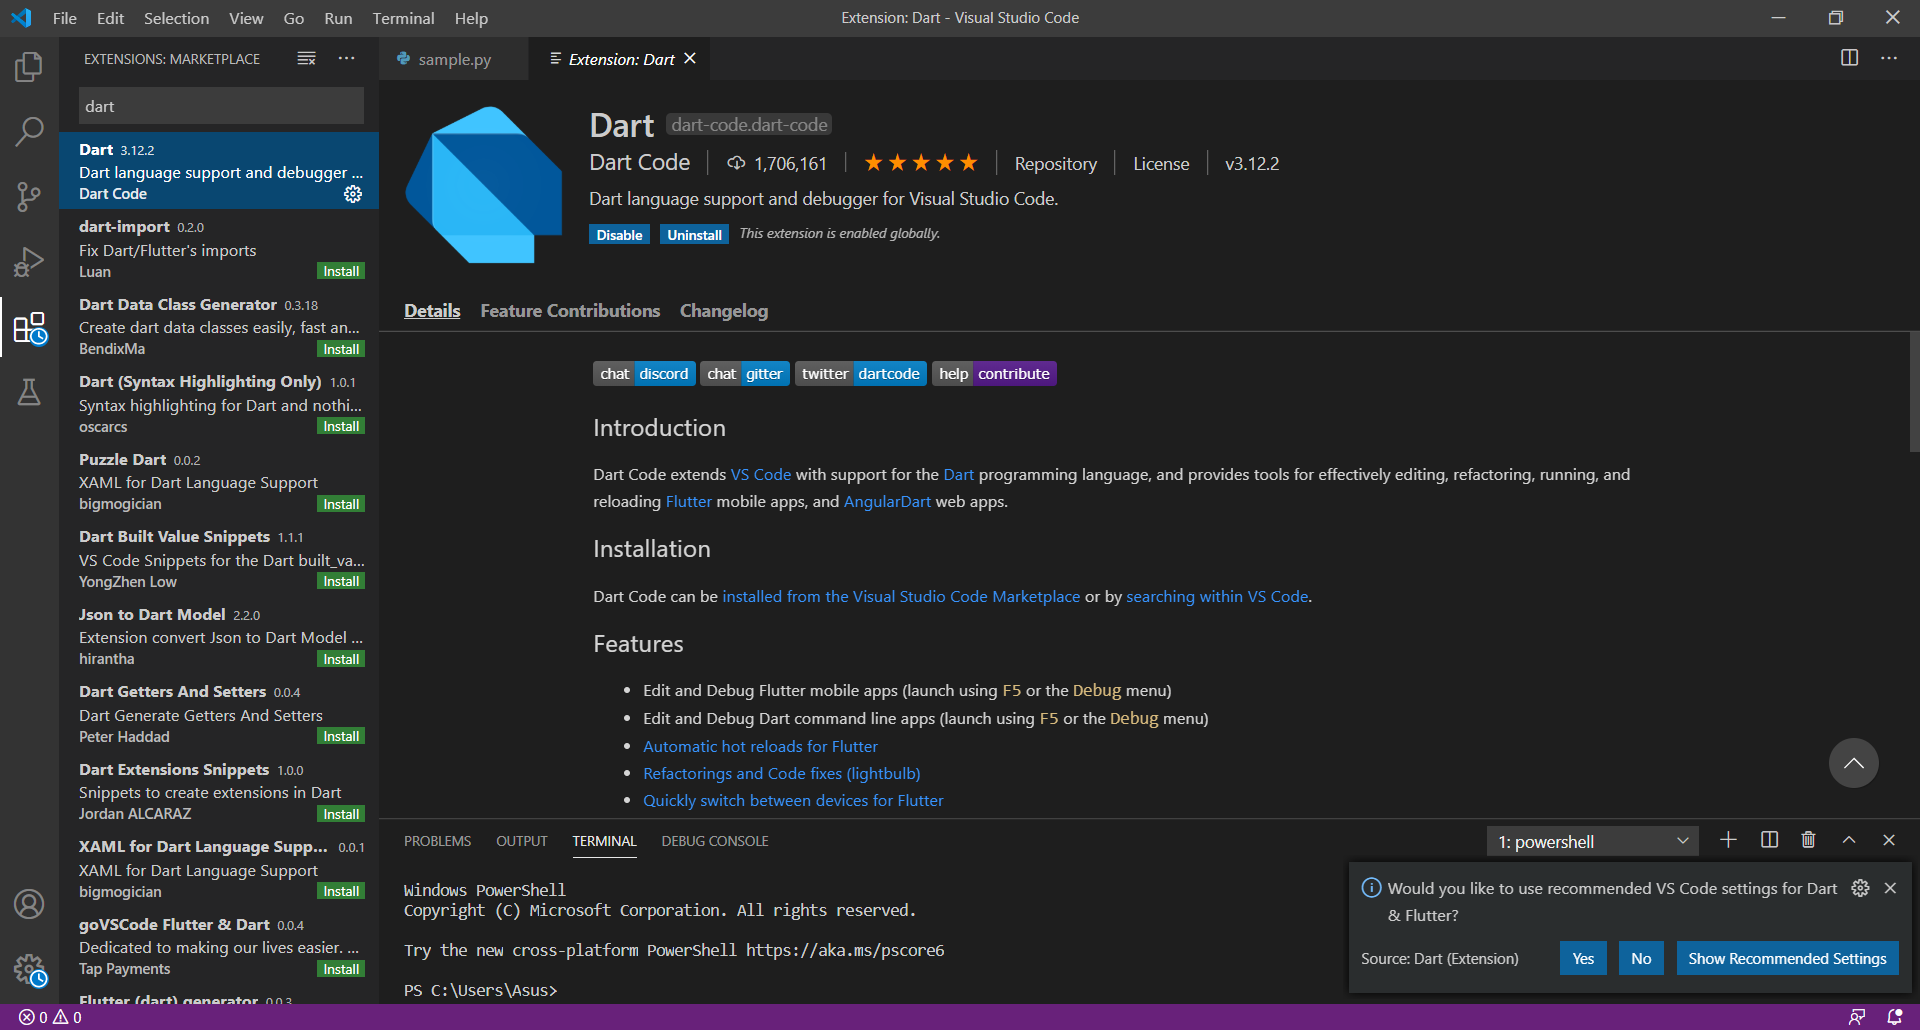 File Edit Selection View Go Run Terminal Help
Extension: Dart - Visual Studio Code
EXTENSIONS: MARKETPLACE
dart
Dart 3.12.2
Dart language support and debugger ...
Dart Code
dart-import 0.2.0
Fix Dart/Flutter's imports
Luan Install
Dart Data Class Generator 0.3.18
Create dart data classes easily, fast an...
BendixMa Install
Dart (Syntax Highlighting Only) 1.0.1
Syntax highlighting for Dart and nothi...
oscarcs Install
Puzzle Dart 0.0.2
XAML for Dart Language Support
bigmogician Install
Dart Built Value Snippets 1.1.1
VS Code Snippets for the Dart built_va...
YongZhen Low Install
Json to Dart Model 2.2.0
Extension convert Json to Dart Model ...
hirantha Install
Dart Getters And Setters 0.0.4
Dart Generate Getters And Setters
Peter Haddad Install
Dart Extensions Snippets 1.0.0
Snippets to create extensions in Dart
Jordan ALCARAZ Install
XAML for Dart Language Supp... 0.0.1
XAML for Dart Language Support
bigmogician Install
goVSCode Flutter & Dart 0.0.4
Dedicated to making our lives easier. ...
Tap Payments Install
Flutter (dart) generator 0.0.3
sample.py
Extension: Dart
Dart dart-code.dart-code
Dart Code 1,706,161 Repository License v3.12.2
Dart language support and debugger for Visual Studio Code.
Disable Uninstall This extension is enabled globally.
Details Feature Contributions Changelog
chat discord chat gitter twitter dartcode help contribute
Introduction
Dart Code extends VS Code with support for the Dart programming language, and provides tools for effectively editing, refactoring, running, and
reloading Flutter mobile apps, and AngularDart web apps.
Installation
Dart Code can be installed from the Visual Studio Code Marketplace or by searching within VS Code.
Features
• Edit and Debug Flutter mobile apps (launch using F5 or the Debug menu)
• Edit and Debug Dart command line apps (launch using F5 or the Debug menu)
• Automatic hot reloads for Flutter
• Refactorings and Code fixes (lightbulb)
• Quickly switch between devices for Flutter
PROBLEMS OUTPUT TERMINAL DEBUG CONSOLE
1: powershell
Windows PowerShell
Copyright (C) Microsoft Corporation. All rights reserved.
Try the new cross-platform PowerShell https://aka.ms/pscore6
PS C:\Users\Asus>
Would you like to use recommended VS Code settings for Dart
& Flutter?
Source: Dart (Extension) Yes No Show Recommended Settings
0 0